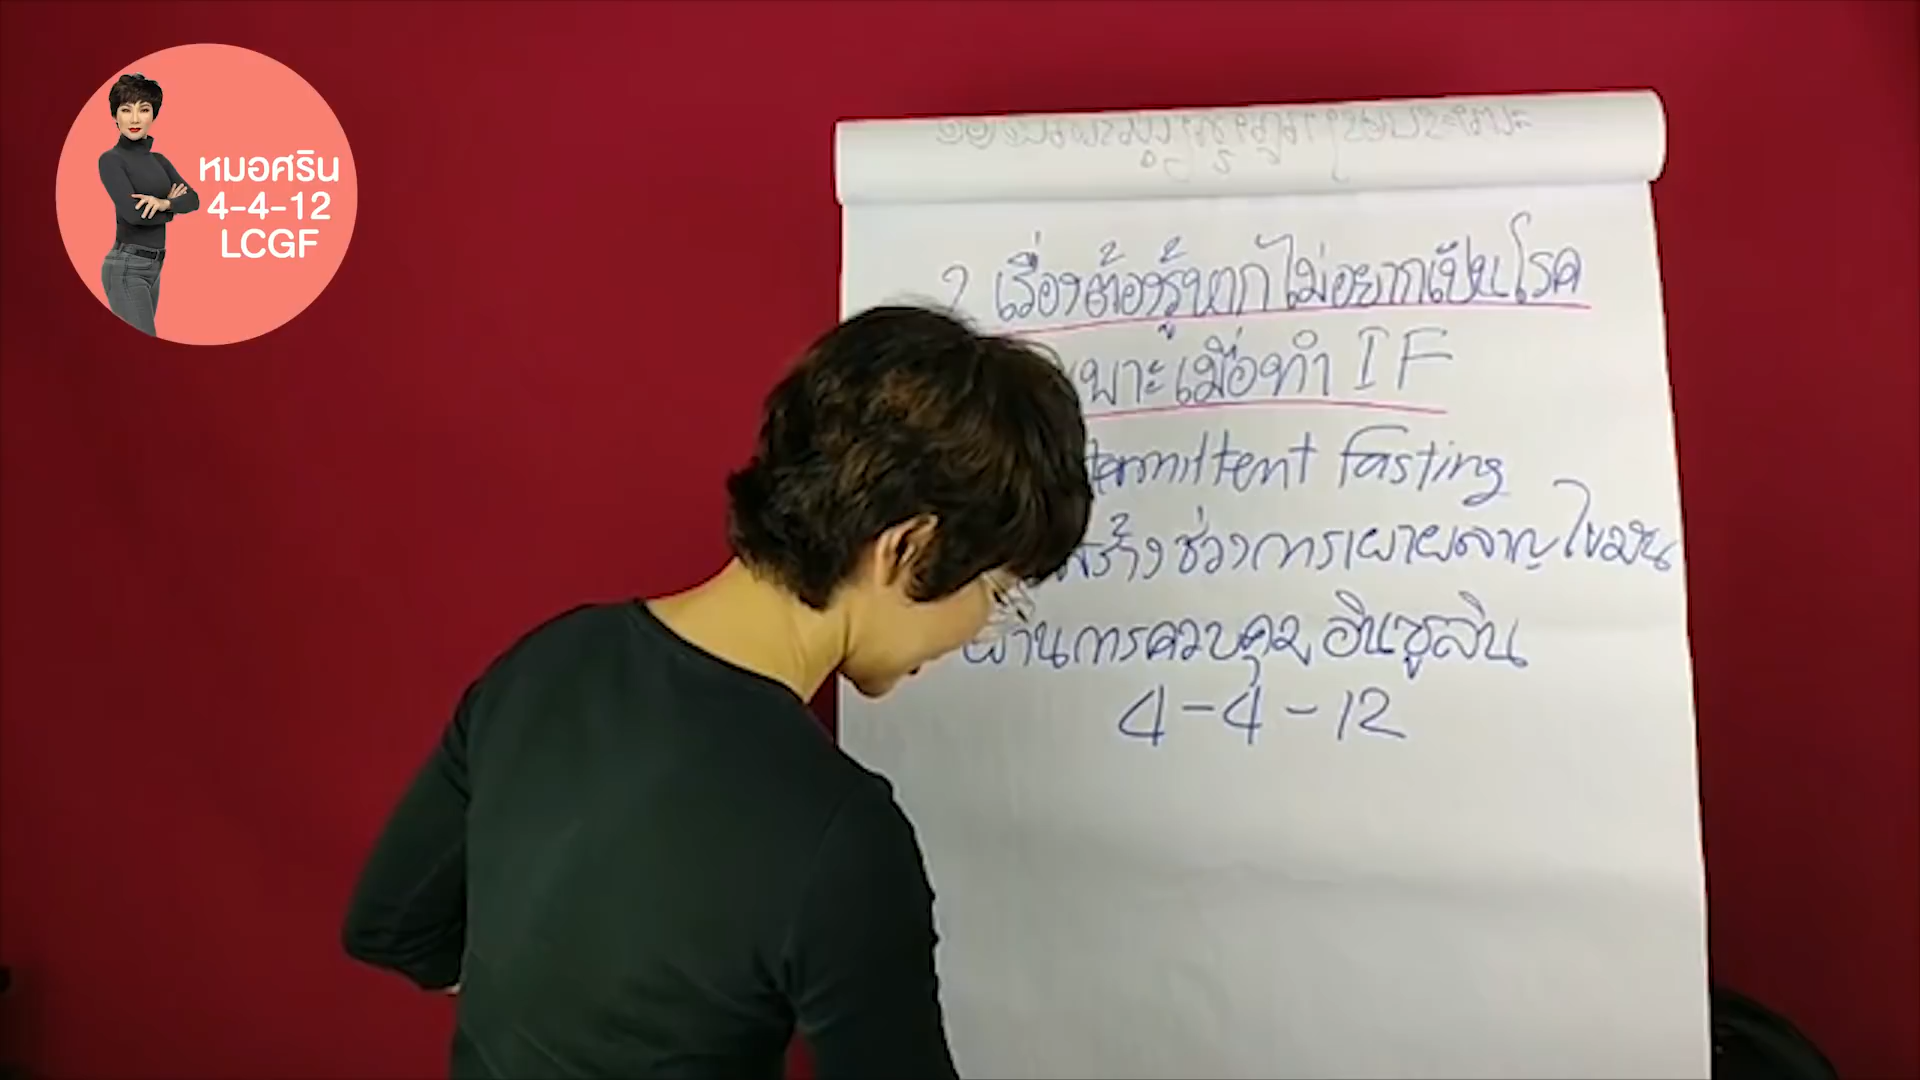 หมอศริน
4-4-12
LCGF
2 เรื่องต้องรู้หากไม่อยากเป็นโรค
เพาะเมื่อทำ IF
termittent fasting
สร้างช่วงการเผาผลาญไขมัน
ผ่านการควบคุมอินซูลิน
4-4-12